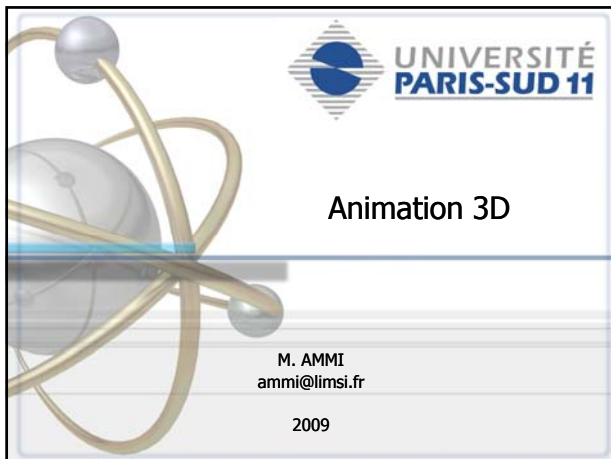 UNIVERSITÉ
PARIS-SUD 11
Animation 3D
M. AMMI
ammi@limsi.fr
2009